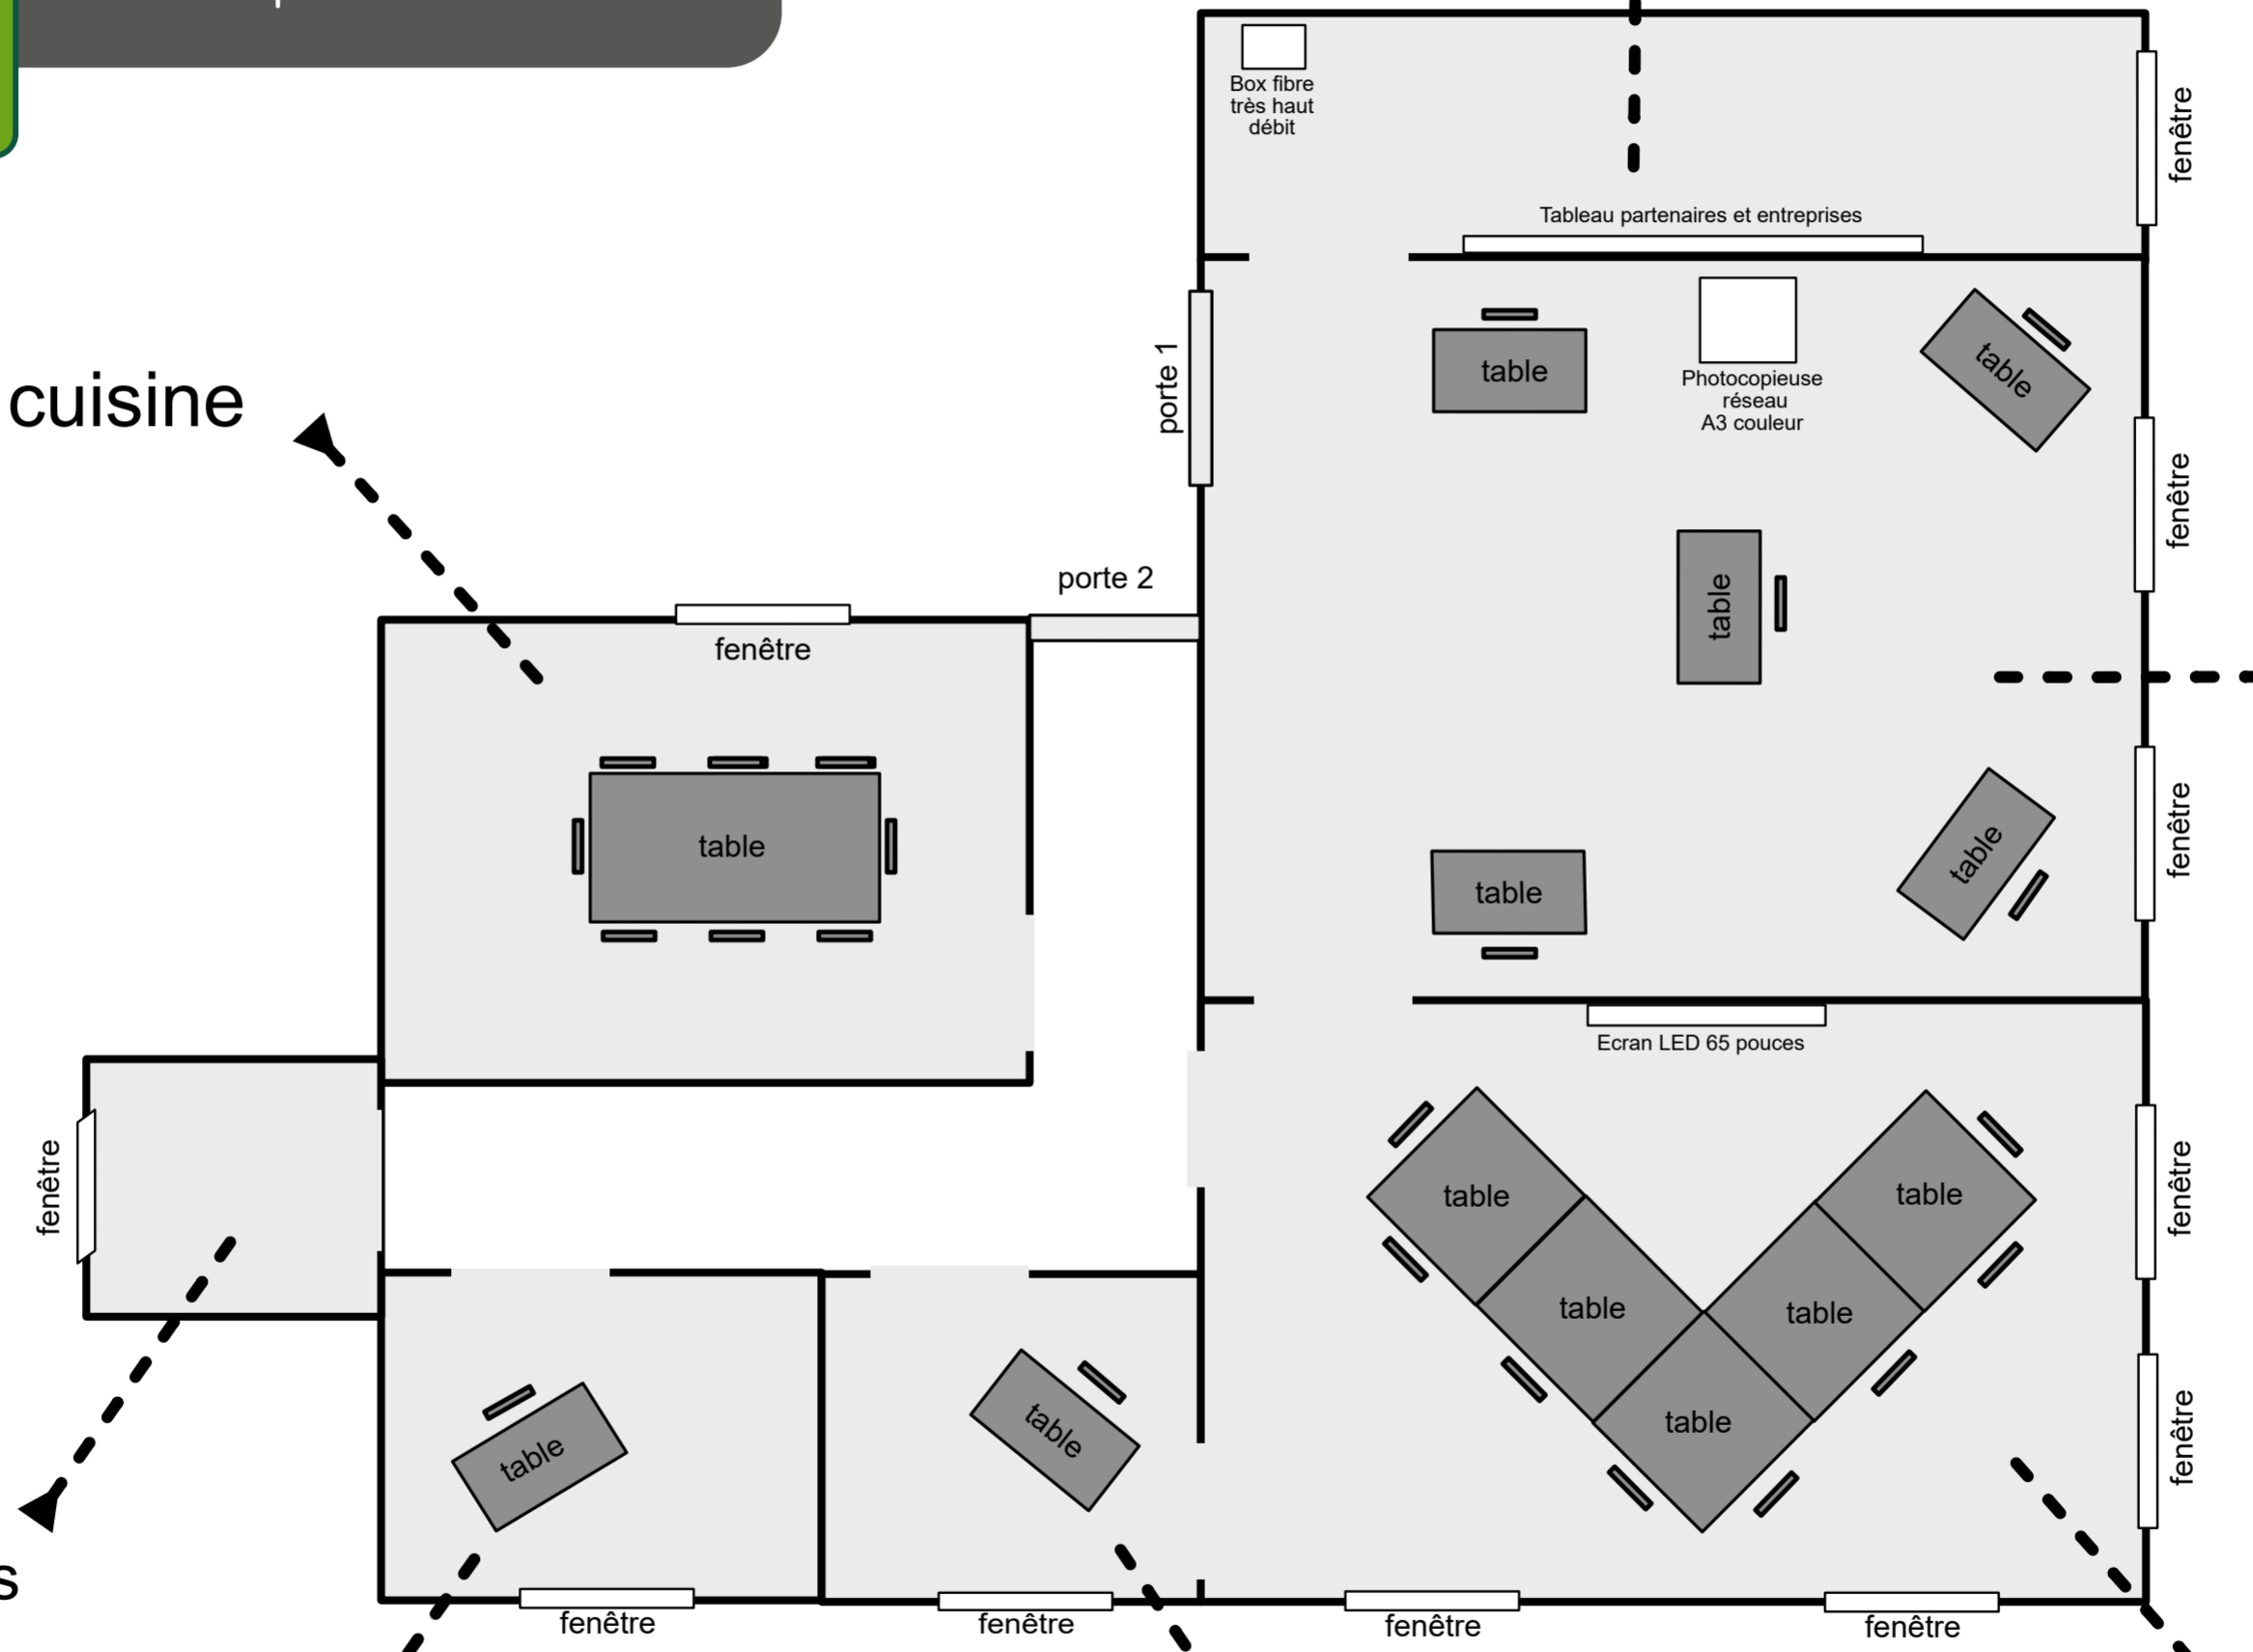 Box fibre
très haut
débit
fenêtre
Tableau partenaires et entreprises
cuisine
porte 1
table
Photocopieuse
réseau
A3 couleur
table
fenêtre
porte 2
table
fenêtre
table
table
table
fenêtre
Ecran LED 65 pouces
fenêtre
table
table
fenêtre
table
table
table
table
table
fenêtre
s
fenêtre
fenêtre
fenêtre
fenêtre